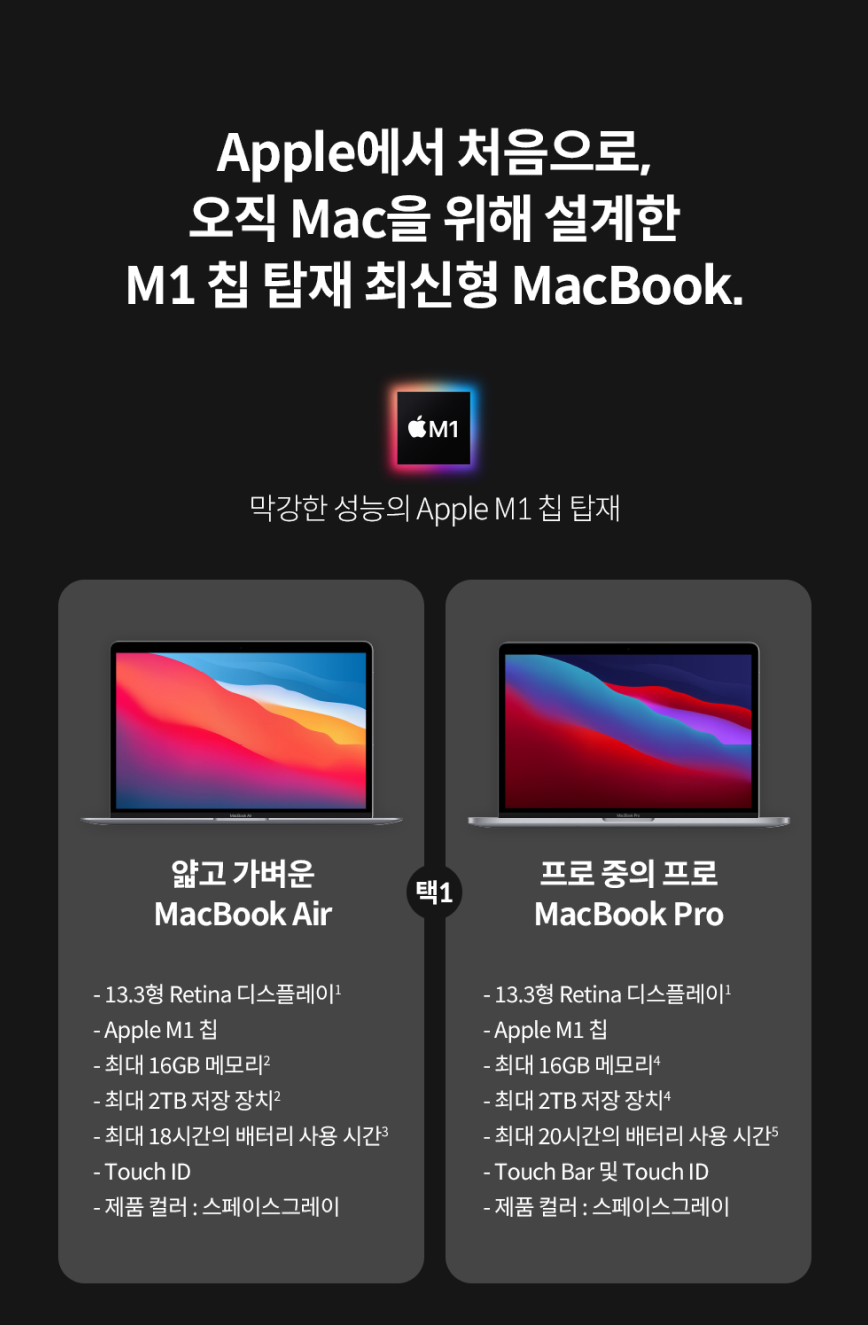 Apple에서 처음으로,
오직 Mac을 위해 설계한
M1 칩 탑재 최신형 MacBook.
M1
막강한 성능의 Apple M1 칩 탑재
MacBook Air
얇고 가벼운
MacBook Air
- 13.3형 Retina 디스플레이¹
- Apple M1 칩
- 최대 16GB 메모리²
- 최대 2TB 저장 장치²
- 최대 18시간의 배터리 사용 시간³
- Touch ID
- 제품 컬러 : 스페이스그레이
택1
MacBook Pro
프로 중의 프로
MacBook Pro
- 13.3형 Retina 디스플레이¹
- Apple M1 칩
- 최대 16GB 메모리⁴
- 최대 2TB 저장 장치⁴
- 최대 20시간의 배터리 사용 시간⁵
- Touch Bar 및 Touch ID
- 제품 컬러 : 스페이스그레이